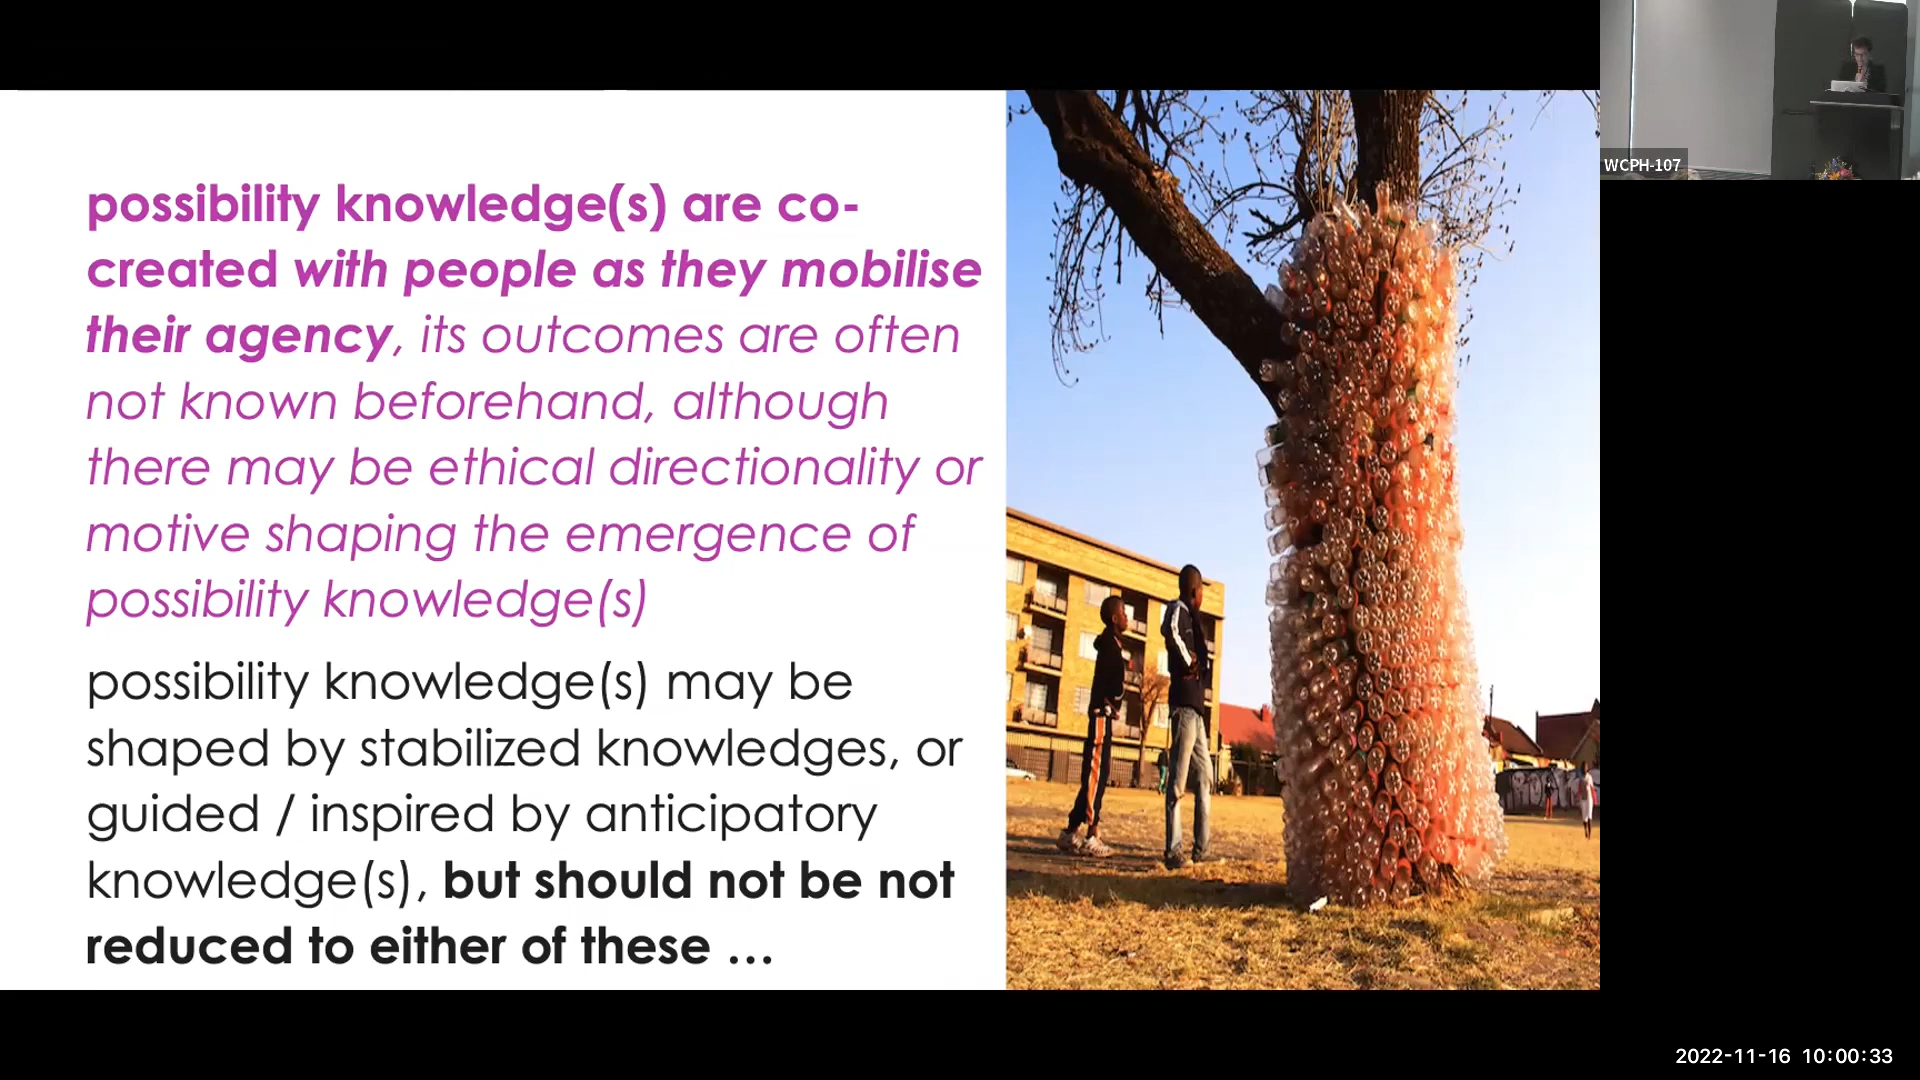 possibility knowledge(s) are co-
created with people as they mobilise
their agency, its outcomes are often
not known beforehand, although
there may be ethical directionality or
motive shaping the emergence of
possibility knowledge(s)
possibility knowledge(s) may be
shaped by stabilized knowledges, or
guided / inspired by anticipatory
knowledge(s), but should not be not
reduced to either of these ...
WCPH-107
2022-11-16 10:00:33